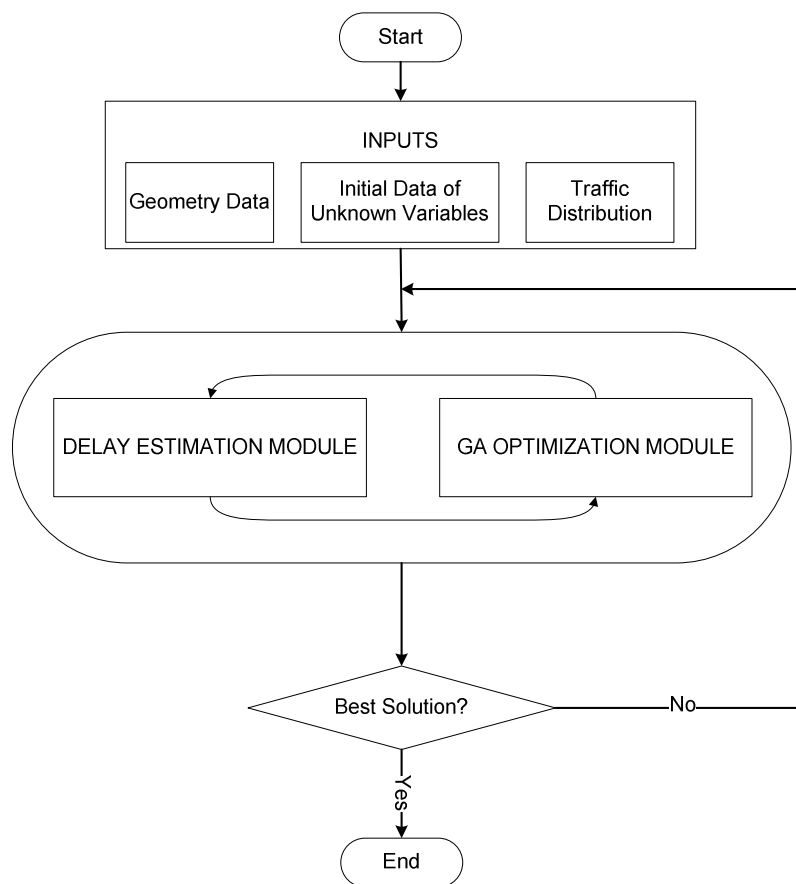 Start
INPUTS
Geometry Data
Initial Data of
Unknown Variables
Traffic
Distribution
DELAY ESTIMATION MODULE
GA OPTIMIZATION MODULE
Best Solution?
No
Yes
End